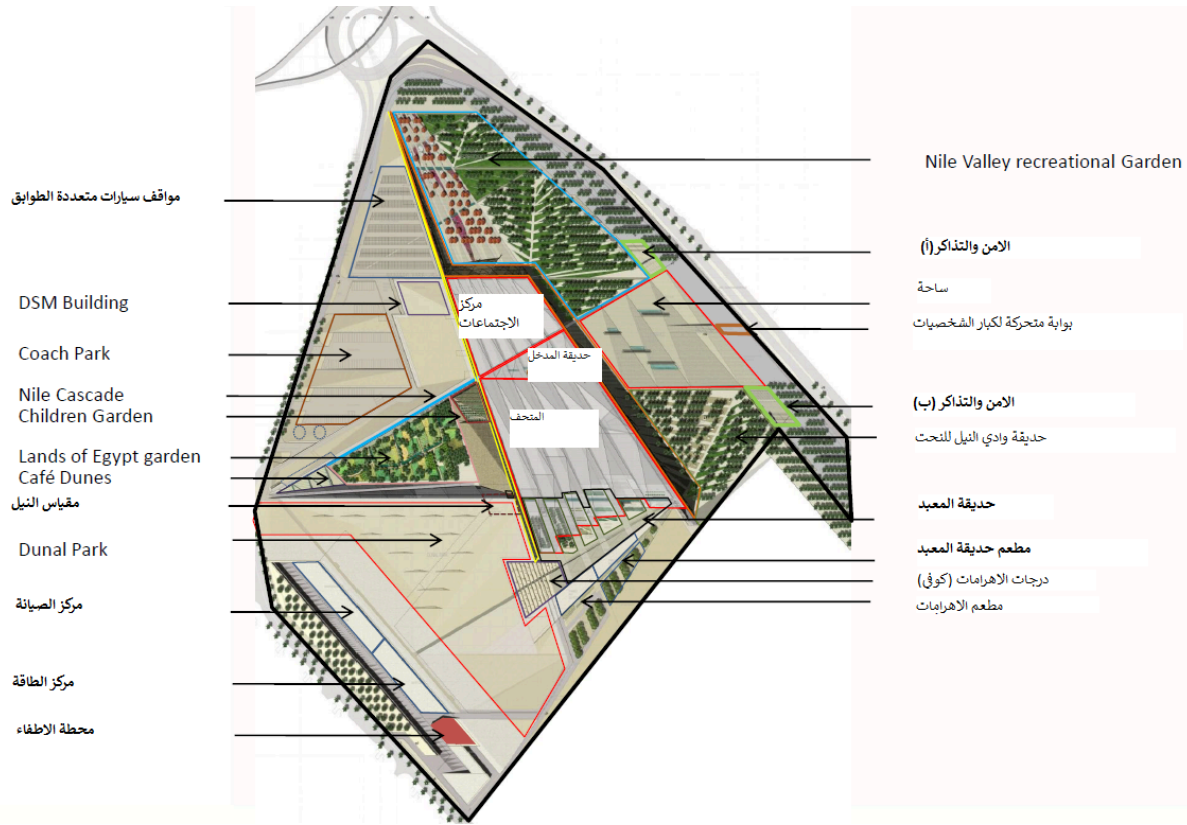 مواقف سيارات متعددة الطوابق
DSM Building
Coach Park
Nile Cascade
Children Garden
Lands of Egypt garden
Café Dunes
مقياس النيل
Dunal Park
مركز الصيانة
مركز الطاقة
محطة الاطفاء
مركز
الاجتماعات
حديقة المدخل
المتحف
Nile Valley recreational Garden
الامن والتذاكر(أ)
ساحة
بوابة متحركة لكبار الشخصيات
الامن والتذاكر (ب)
حديقة وادي النيل للنحت
حديقة المعبد
مطعم حديقة المعبد
درجات الاهرامات (كوفي)
مطعم الاهرامات